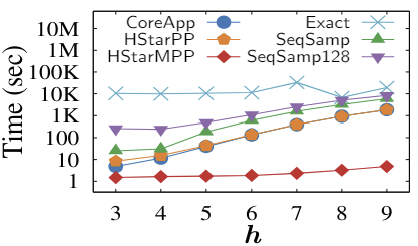 CoreApp Exact
HStarPP SeqSamp
HStarMPP SeqSamp128
Time (sec)
10M
1M
100K
10K
1K
100
10
1
3 4 5 6 7 8 9
h